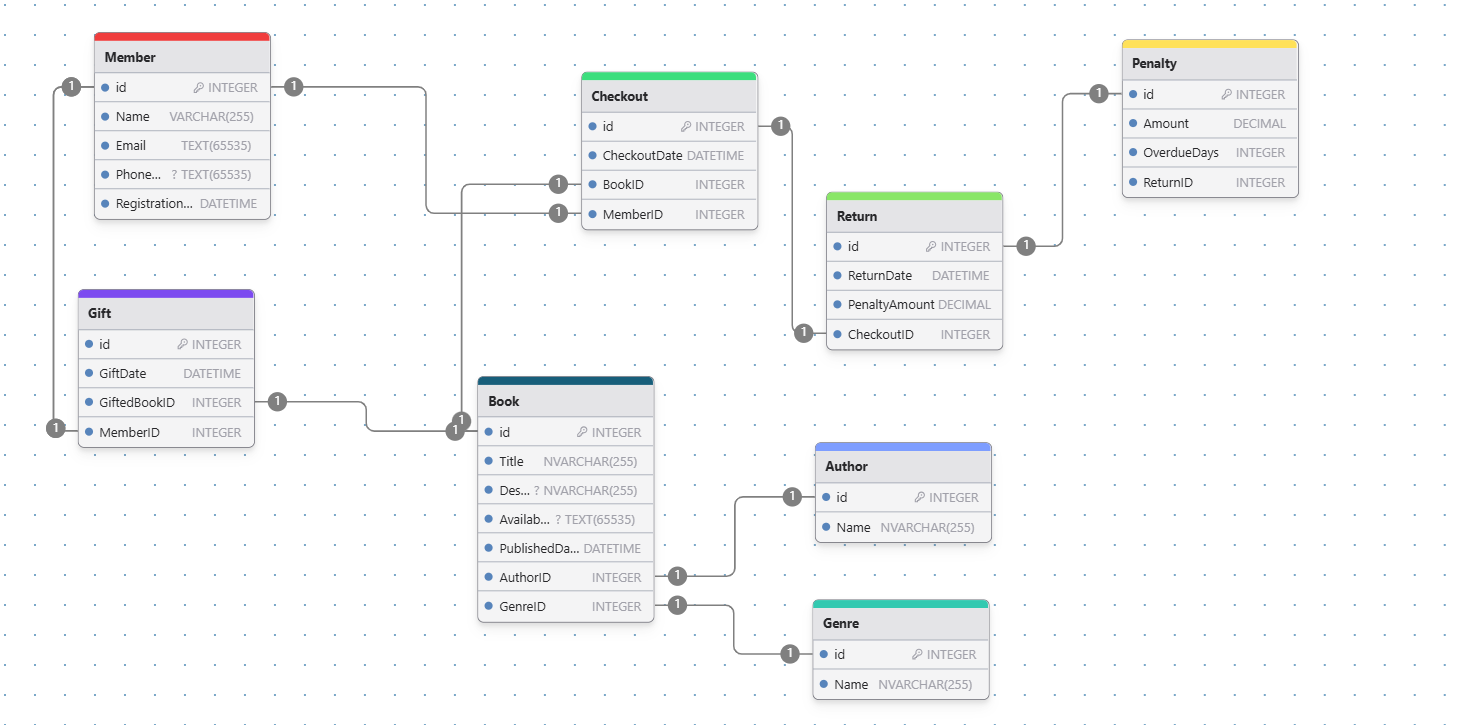 Member
1 id INTEGER 1
Name VARCHAR(255)
Email TEXT(65535)
Phone... ? TEXT(65535)
Registration... DATETIME
Checkout
id INTEGER 1
CheckoutDate DATETIME
1 BookID INTEGER
1 MemberID INTEGER
Penalty
1 id INTEGER
Amount DECIMAL
OverdueDays INTEGER
ReturnID INTEGER
Return
id INTEGER 1
ReturnDate DATETIME
PenaltyAmount DECIMAL
1 CheckoutID INTEGER
Gift
id INTEGER
GiftDate DATETIME
GiftedBookID INTEGER 1
1 MemberID INTEGER
Book
1
1 id INTEGER
Title NVARCHAR(255)
Des... ? NVARCHAR(255)
Availab... ? TEXT(65535)
PublishedDa... DATETIME
AuthorID INTEGER 1
GenreID INTEGER 1
Author
1 id INTEGER
Name NVARCHAR(255)
Genre
1 id INTEGER
Name NVARCHAR(255)